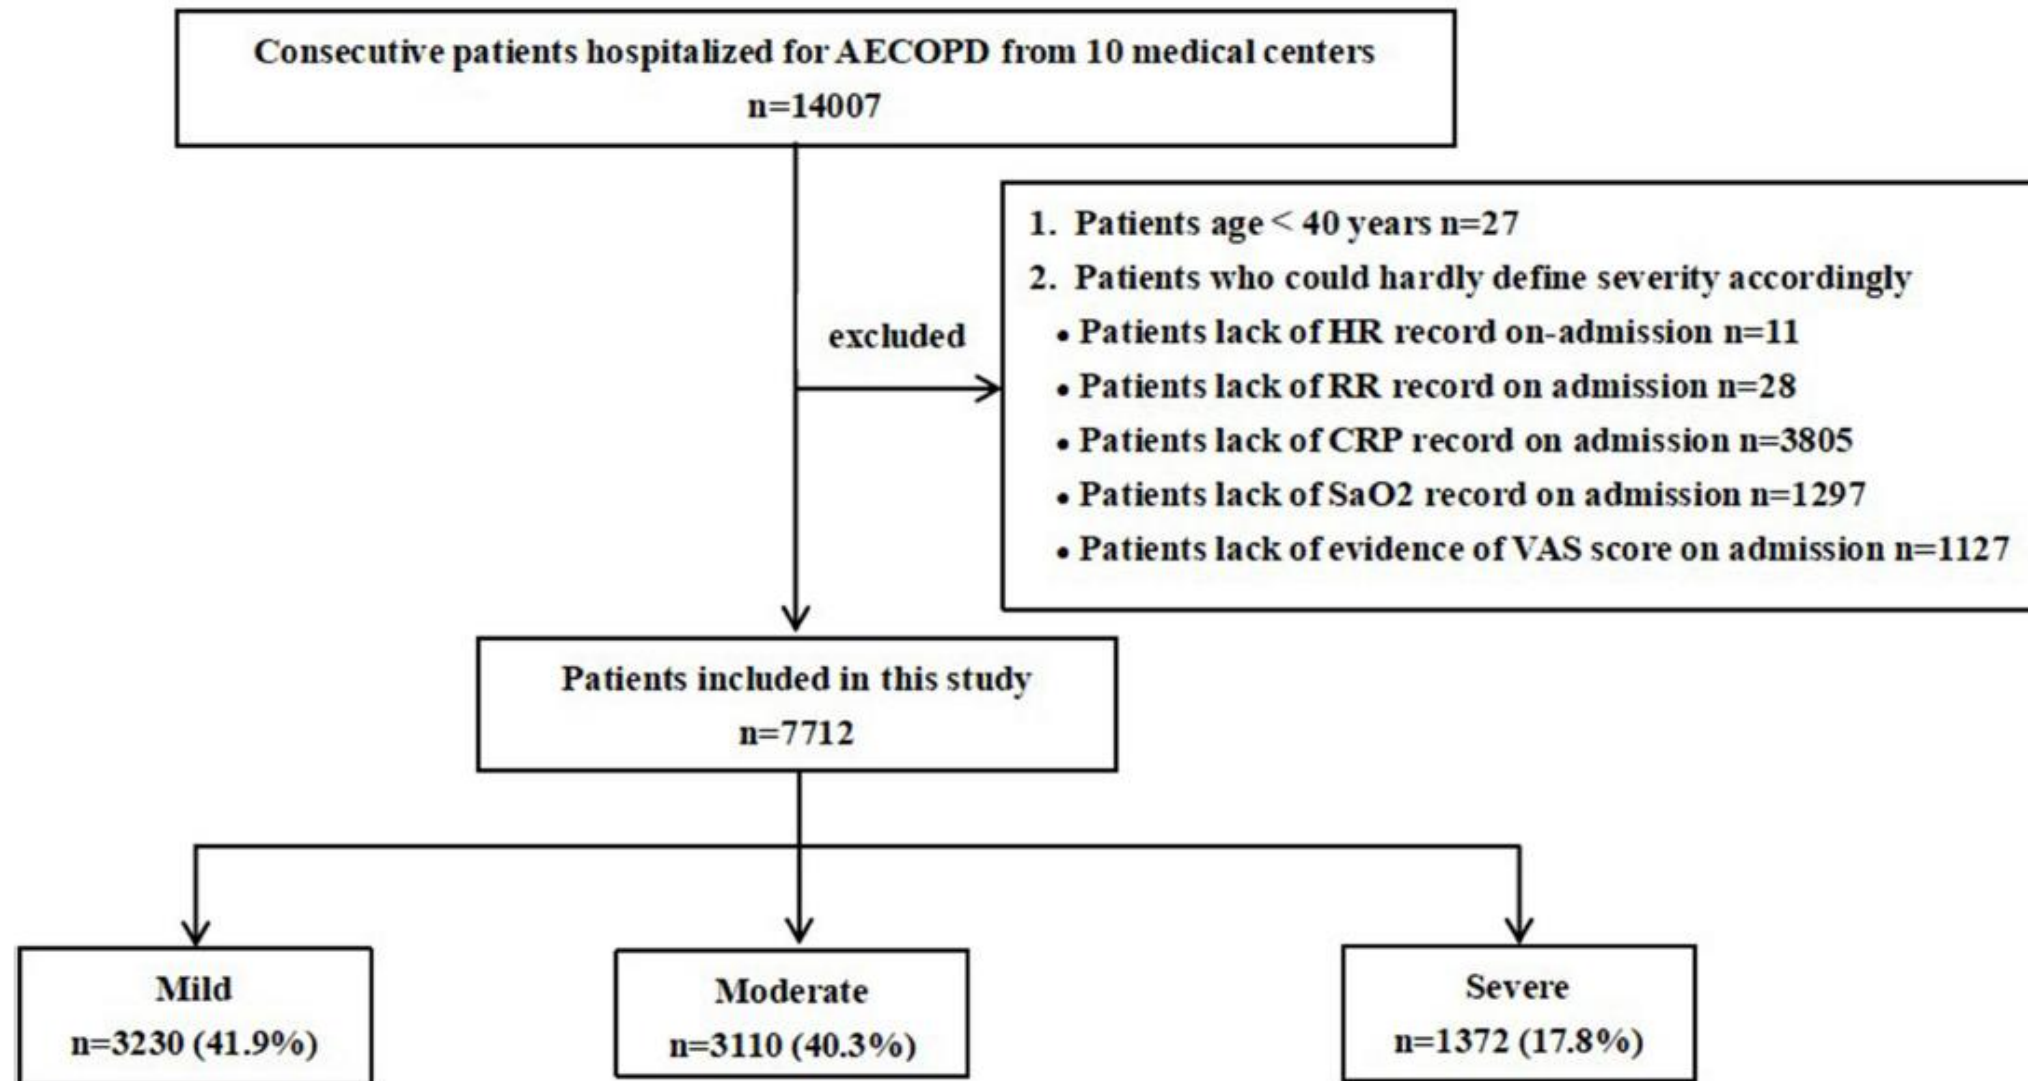 Consecutive patients hospitalized for AECOPD from 10 medical centers
n=14007
1. Patients age < 40 years n=27
2. Patients who could hardly define severity accordingly
• Patients lack of HR record on-admission n=11
• Patients lack of RR record on admission n=28
• Patients lack of CRP record on admission n=3805
• Patients lack of SaO2 record on admission n=1297
• Patients lack of evidence of VAS score on admission n=1127
excluded
Patients included in this study
n=7712
Mild
n=3230 (41.9%)
Moderate
n=3110 (40.3%)
Severe
n=1372 (17.8%)